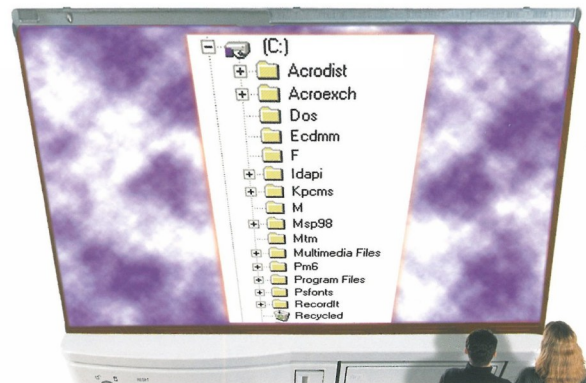 (C:)
Acrodist
Acroexch
Dos
Ecdmm
F
Idapi
Kpcms
M
Msp98
Mtm
Multimedia Files
Pm6
Program Files
Psfonts
RecordIt
Recycled